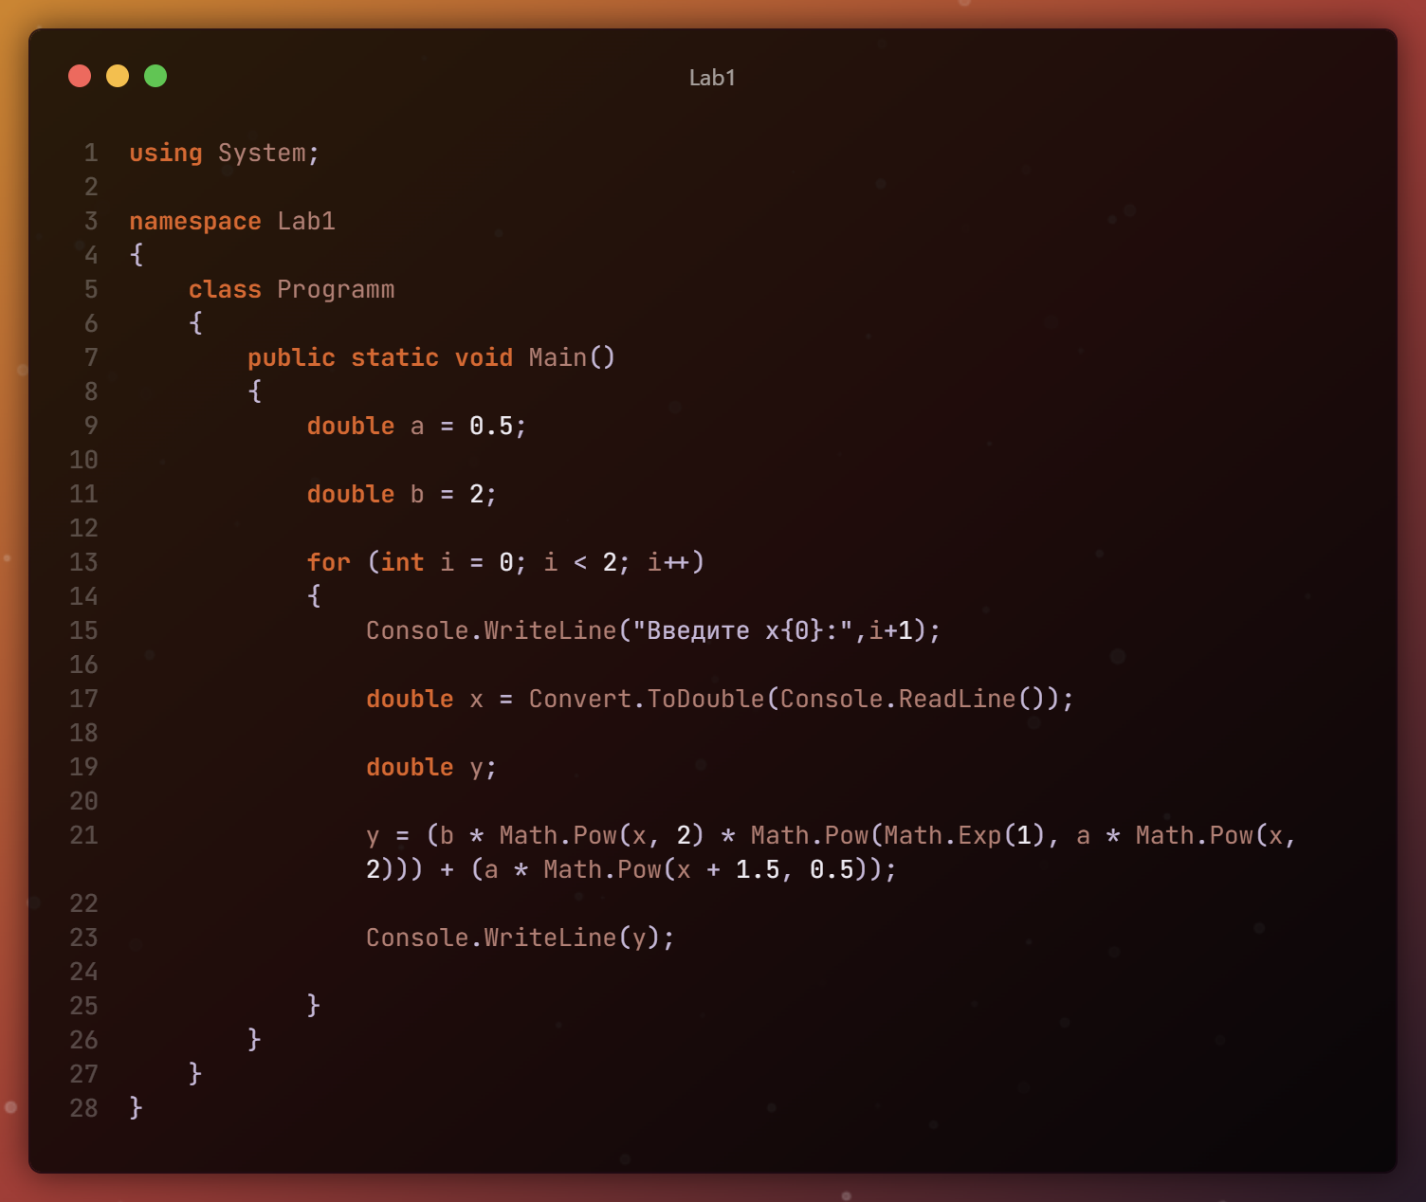 Lab1
1 using System;
2
3 namespace Lab1
4 {
5     class Programm
6     {
7         public static void Main()
8         {
9             double a = 0.5;
10
11             double b = 2;
12
13             for (int i = 0; i < 2; i++)
14             {
15                 Console.WriteLine("Введите x{0}:",i+1);
16
17                 double x = Convert.ToDouble(Console.ReadLine());
18
19                 double y;
20
21                 y = (b * Math.Pow(x, 2) * Math.Pow(Math.Exp(1), a * Math.Pow(x,
                2))) + (a * Math.Pow(x + 1.5, 0.5));
22
23                 Console.WriteLine(y);
24
25             }
26         }
27     }
28 }